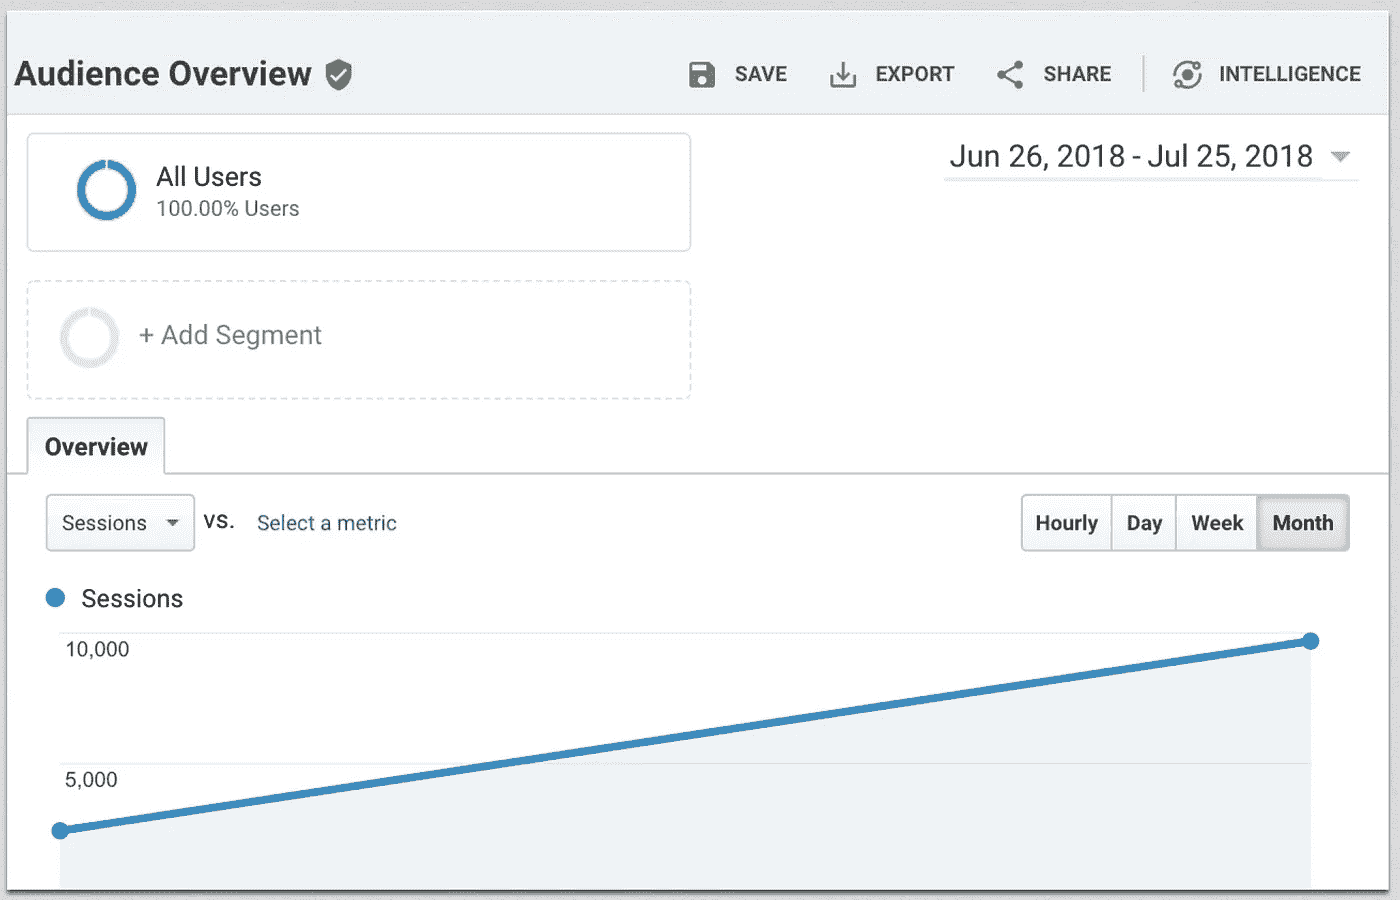 Audience Overview
SAVE
EXPORT
SHARE
INTELLIGENCE
All Users
100.00% Users
Jun 26, 2018 - Jul 25, 2018
+ Add Segment
Overview
Sessions
VS.
Select a metric
Hourly
Day
Week
Month
Sessions
10,000
5,000